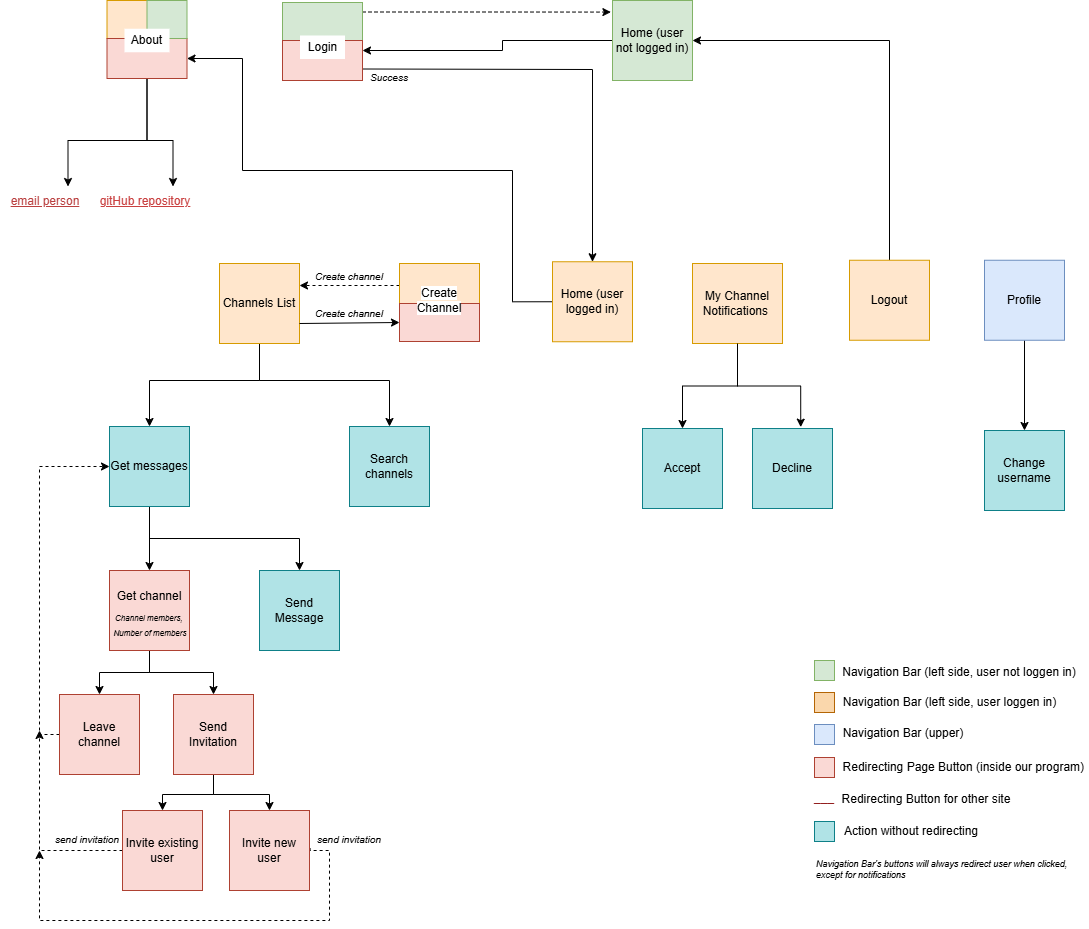 About
Login
Home (user
not logged in)
Success
email person
gitHub repository
Channels List
Create channel
Create channel
Create
Channel
Home (user
logged in)
My Channel
Notifications
Logout
Profile
Get messages
Search
channels
Accept
Decline
Change
username
Get channel
Channel members,
Number of members
Send
Message
Leave
channel
Send
Invitation
send invitation
Invite existing
user
Invite new
user
send invitation
Navigation Bar (left side, user not loggen in)
Navigation Bar (left side, user loggen in)
Navigation Bar (upper)
Redirecting Page Button (inside our program)
Redirecting Button for other site
Action without redirecting
Navigation Bar's buttons will always redirect user when clicked,
except for notifications